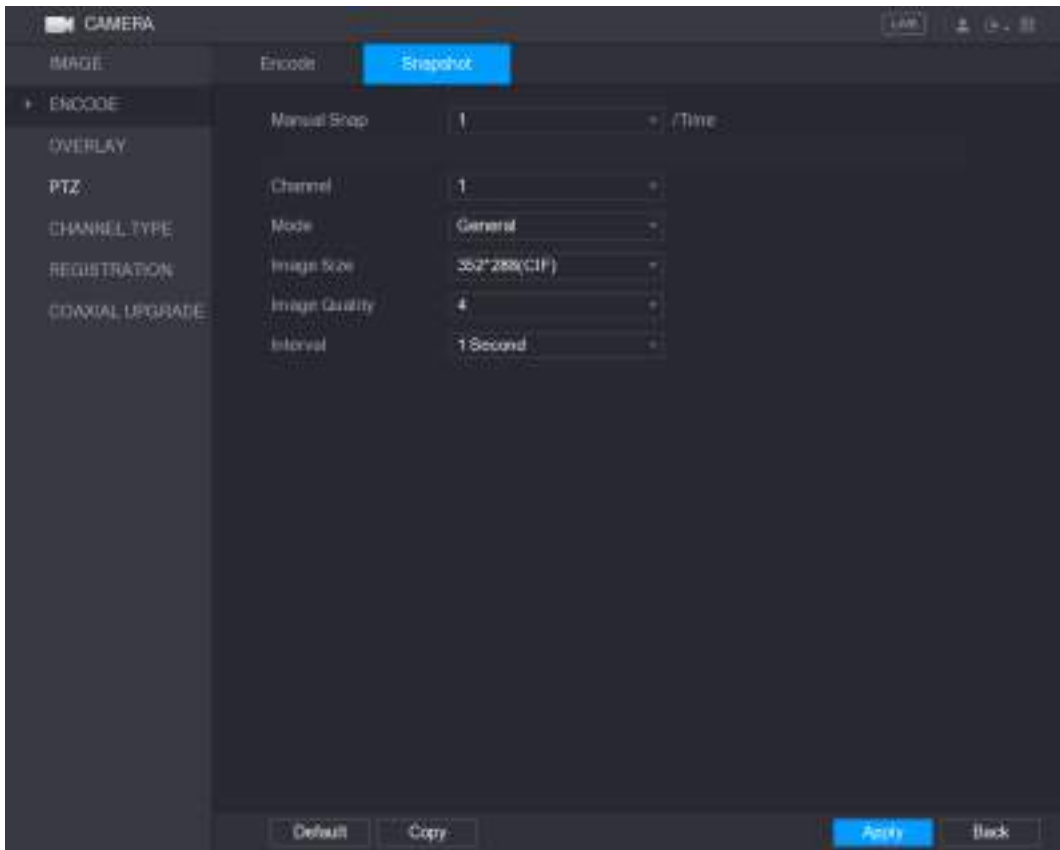 CAMERA
LIVE
IMAGE
Encode
Snapshot
ENCODE
Manual Snap
1
/Time
OVERLAY
PTZ
Channel
1
CHANNEL TYPE
Mode
General
REGISTRATION
Image Size
352*288(CIF)
COAXIAL UPGRADE
Image Quality
4
Interval
1 Second
Default
Copy
Apply
Back